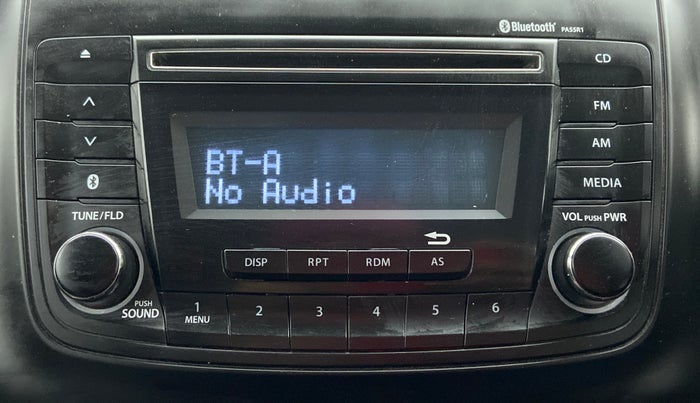 Bluetooth® PA5SR1
CD
FM
AM
MEDIA
BT-A
No Audio
TUNE/FLD
VOL PUSH PWR
DISP RPT RDM AS
PUSH
SOUND
1 2 3 4 5 6
MENU